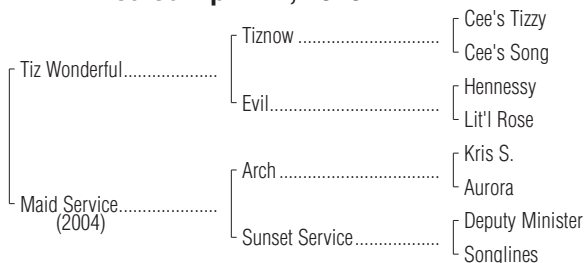 Cee's Tizzy
Tiznow
Cee's Song
Tiz Wonderful
Hennessy
Evil
Lit'l Rose
Kris S.
Arch
Aurora
Maid Service
(2004)
Deputy Minister
Sunset Service
Songlines